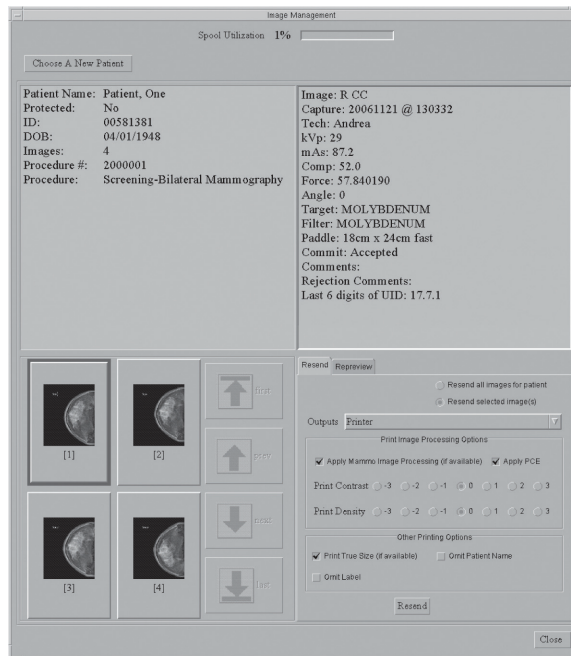 Image Management
Spool Utilization 1%
Choose A New Patient
Patient Name: Patient, One
Protected: No
ID: 00581381
DOB: 04/01/1948
Images: 4
Procedure #: 2000001
Procedure: Screening-Bilateral Mammography
Image: R CC
Capture: 20061121 @ 130332
Tech: Andrea
kVp: 29
mAs: 87.2
Comp: 52.0
Force: 57.840190
Angle: 0
Target: MOLYBDENUM
Filter: MOLYBDENUM
Paddle: 18cm x 24cm fast
Commit: Accepted
Comments:
Rejection Comments:
Last 6 digits of UID: 17.7.1
[1]
[2]
first
prev
[3]
[4]
next
last
Resend Repreview
Resend all images for patient
Resend selected image(s)
Outputs Printer
Print Image Processing Options
Apply Mammo Image Processing (if available) Apply PCE
Print Contrast -3 -2 -1 0 1 2 3
Print Density -3 -2 -1 0 1 2 3
Other Printing Options
Print True Size (if available) Omit Patient Name
Omit Label
Resend
Close